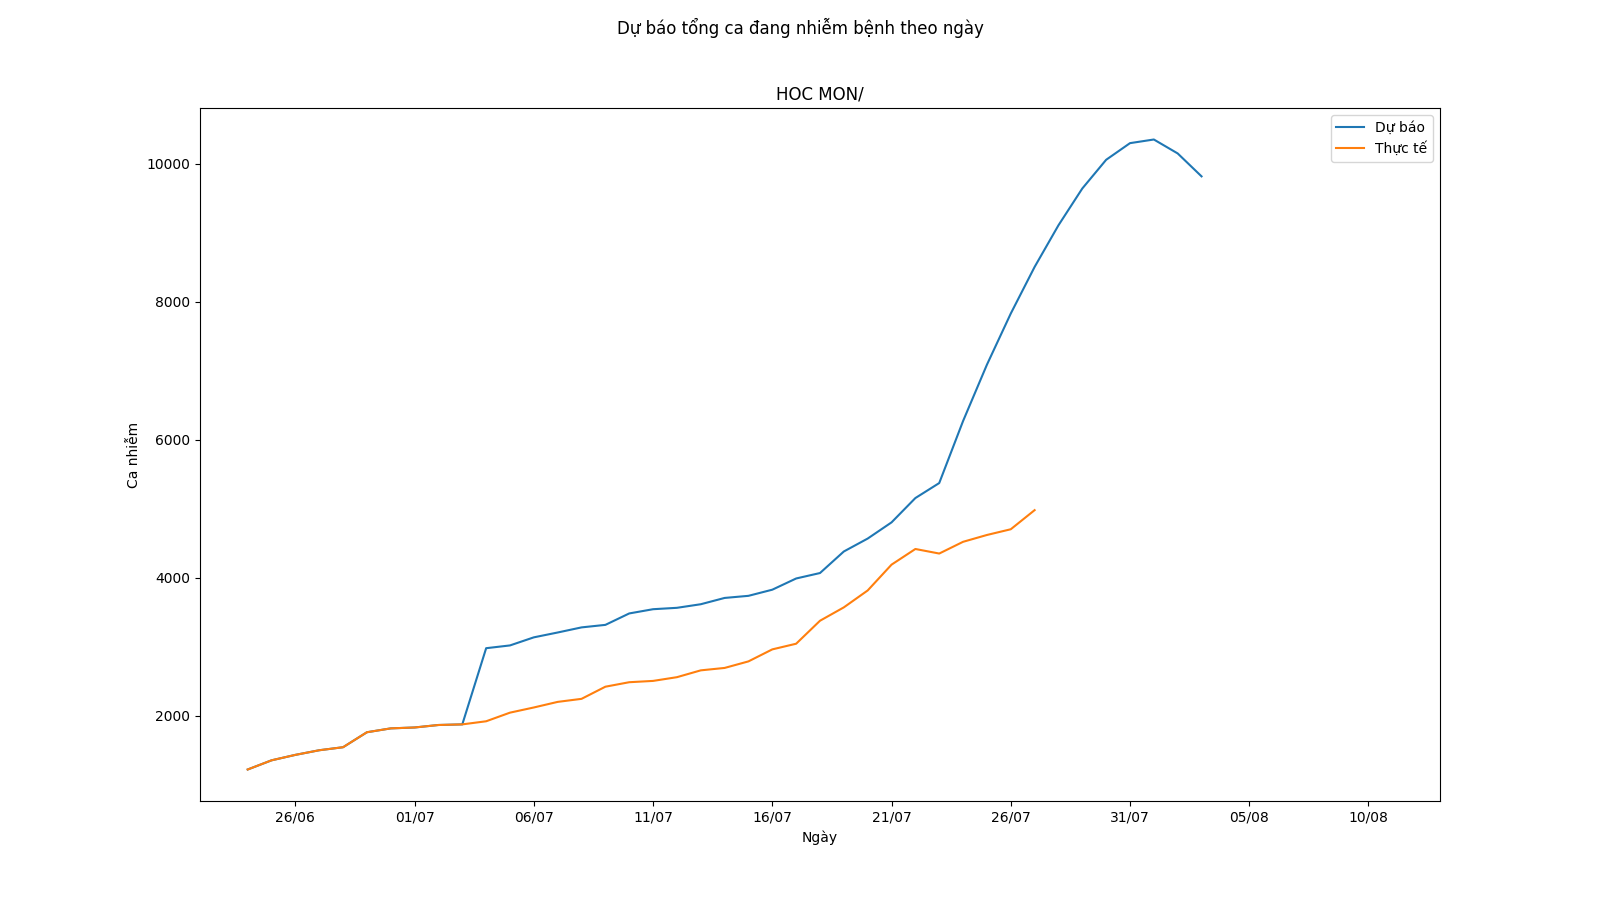 Dự báo tổng ca đang nhiễm bệnh theo ngày
HOC MON/
Dự báo
Thực tế
10000
8000
6000
4000
2000
Ca nhiễm
26/06
01/07
06/07
11/07
16/07
21/07
26/07
31/07
05/08
10/08
Ngày